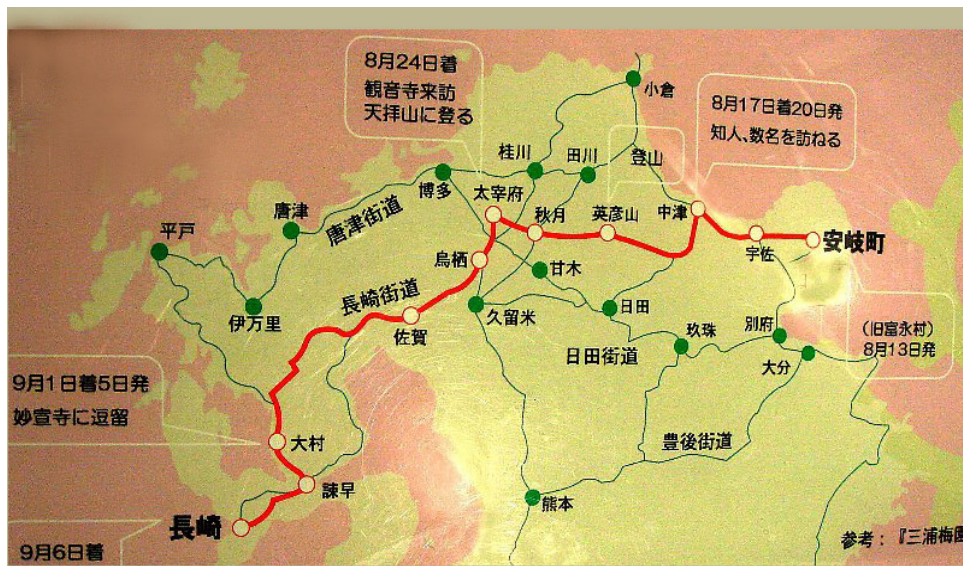 8月24日着
観音寺来訪
天拝山に登る
小倉
8月17日着20日発
知人、数名を訪ねる
桂川
田川
登山
博多
太宰府
秋月
英彦山
中津
唐津
唐津街道
平戸
宇佐
安岐町
鳥栖
甘木
長崎街道
伊万里
佐賀
久留米
日田
玖珠
別府
(旧富永村)
8月13日発
日田街道
大分
9月1日着5日発
妙宣寺に逗留
大村
豊後街道
諫早
熊本
長崎
9月6日着
参考:『三浦梅園